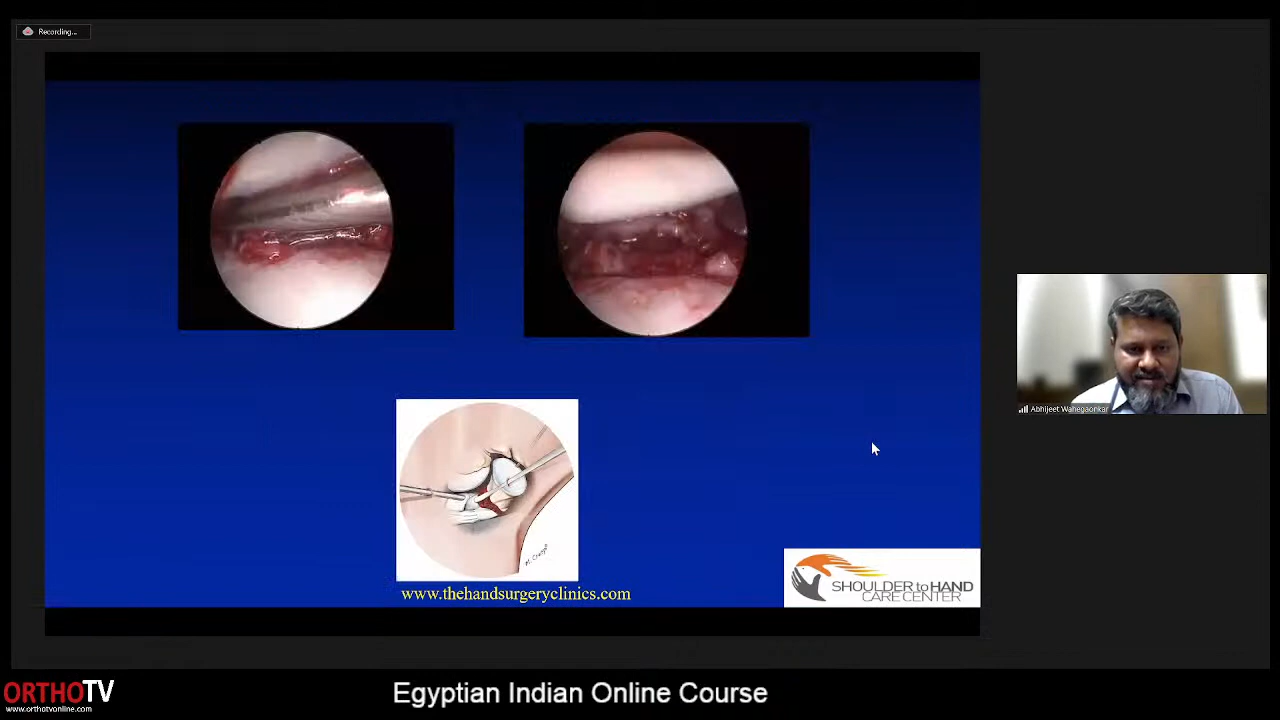 Recording...
Abhijeet Wahegaonkar
www.thehandsurgeryclinics.com
SHOULDER to HAND
CARE CENTER
ORTHOTV
www.orthotvonline.com
Egyptian Indian Online Course